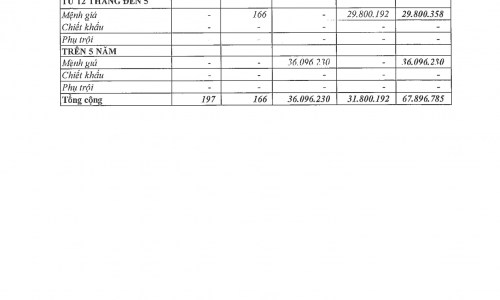 TỪ 12 THÁNG ĐẾN 5
Mệnh giá - 166 - 29.800.192 29.800.358
Chiết khấu - - - - -
Phụ trội - - - - -
TRÊN 5 NĂM
Mệnh giá - - 36.096.230 - 36.096.230
Chiết khấu - - - - -
Phụ trội - - - - -
Tổng cộng 197 166 36.096.230 31.800.192 67.896.785